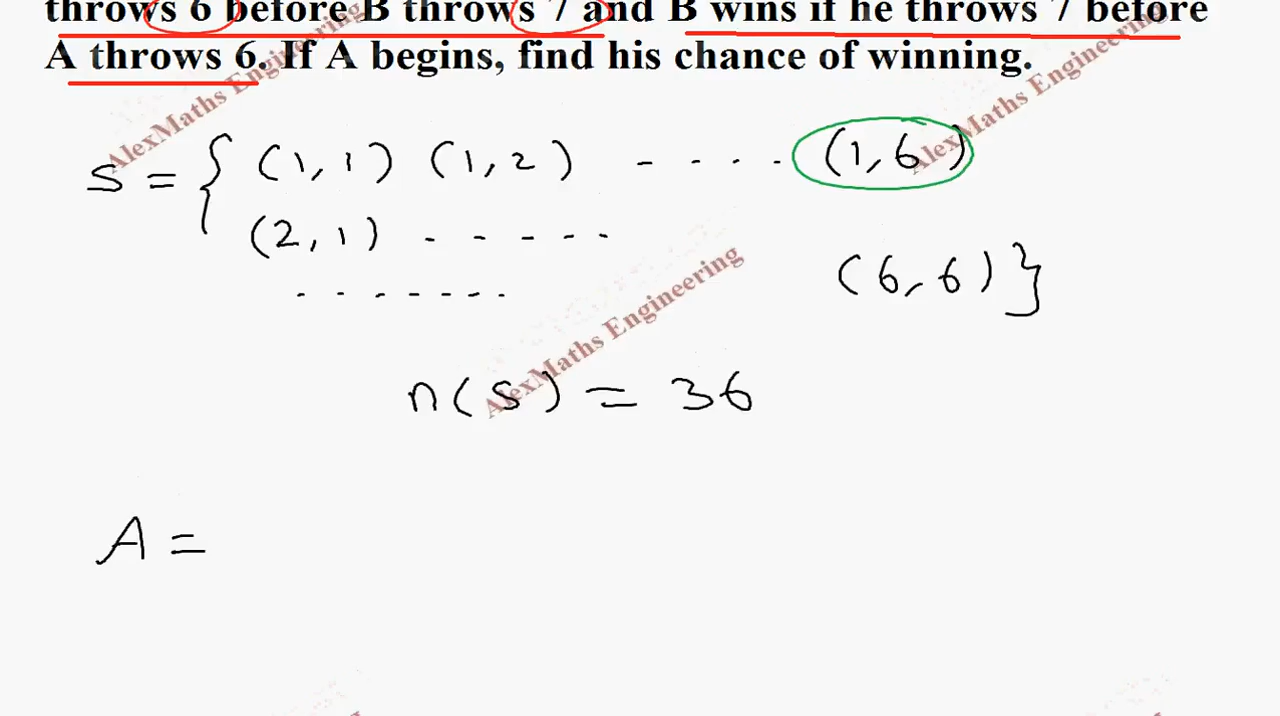 throws 6 before B throws 7 and B wins if he throws 7 before
A throws 6. If A begins, find his chance of winning.
S = { (1,1) (1,2) - - - - (1,6)
(2,1) - - - - -
- - - - - - - (6,6) }
n(s) = 36
A =
AlexMaths Engineering
AlexMaths Engineering
AlexMaths Engineering